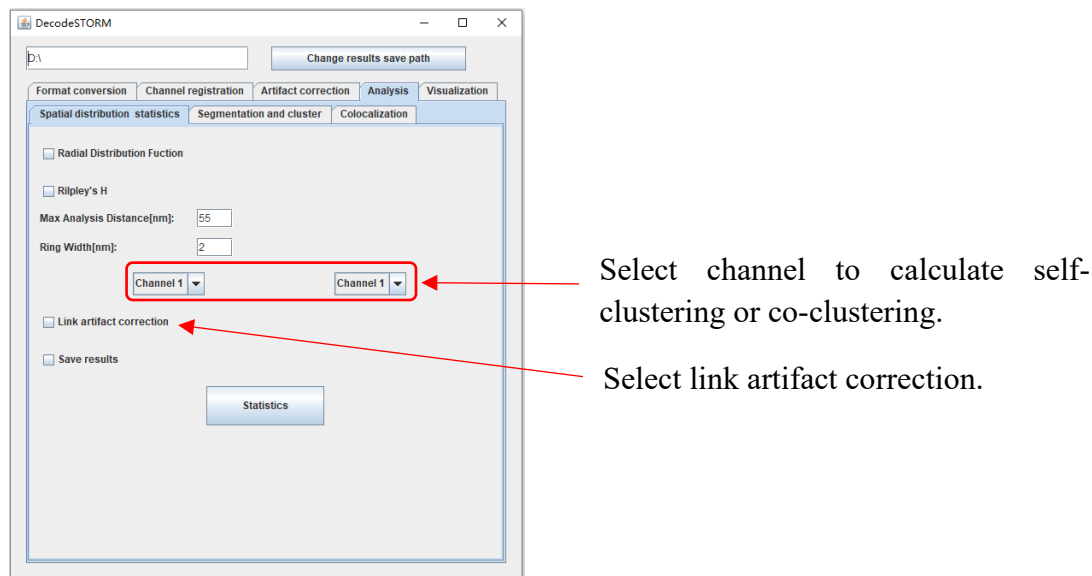 DecodeSTORM
D:\
Change results save path
Format conversion Channel registration Artifact correction Analysis Visualization
Spatial distribution statistics Segmentation and cluster Colocalization
Radial Distribution Fuction
Rilpley's H
Max Analysis Distance[nm]: 55
Ring Width[nm]: 2
Channel 1 Channel 1
Link artifact correction
Save results
Statistics
Select channel to calculate self-
clustering or co-clustering.
Select link artifact correction.